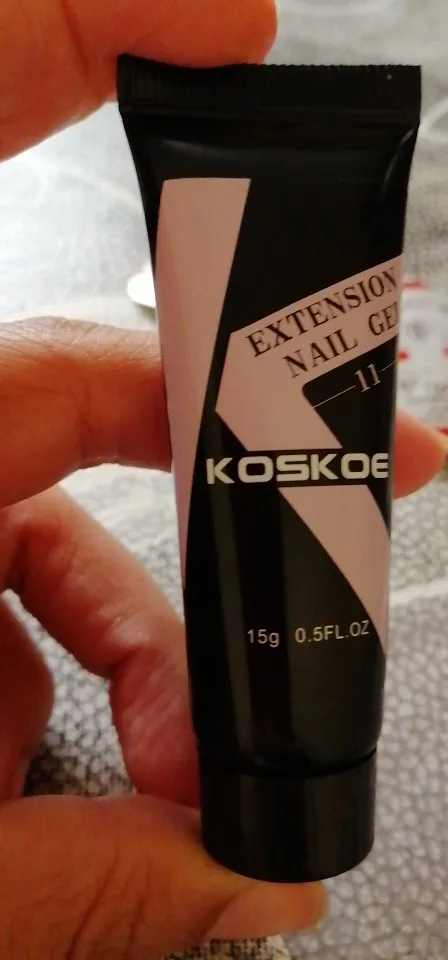 EXTENSION
NAIL GEL
11
KOSKOE
15g 0.5FL.OZ